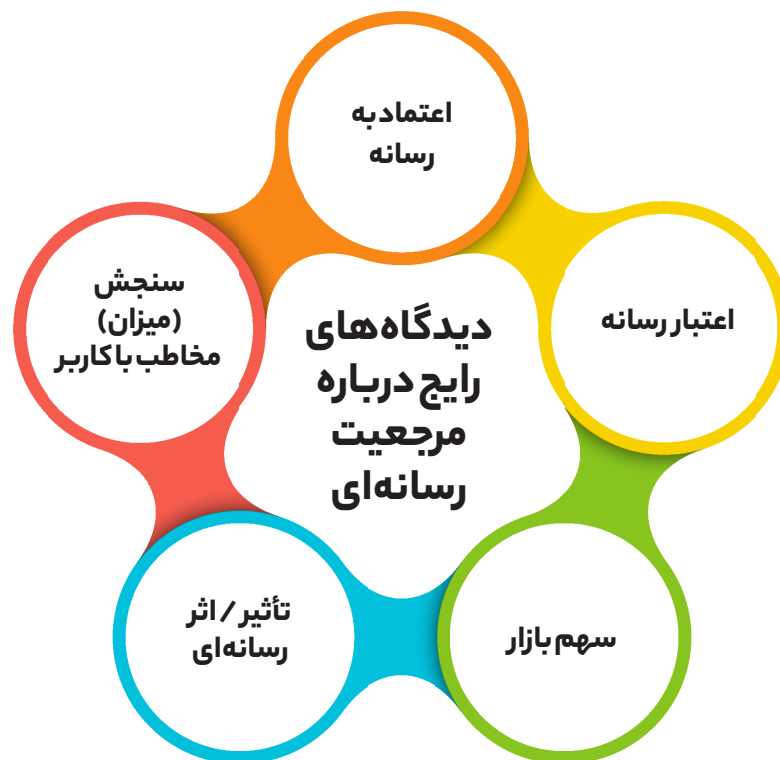 اعتماد به
رسانه
اعتبار رسانه
سهم بازار
تأثیر / اثر
رسانه‌ای
سنجش
(میزان)
مخاطب با کاربر
دیدگاه‌های
رایج درباره
مرجعیت
رسانه‌ای